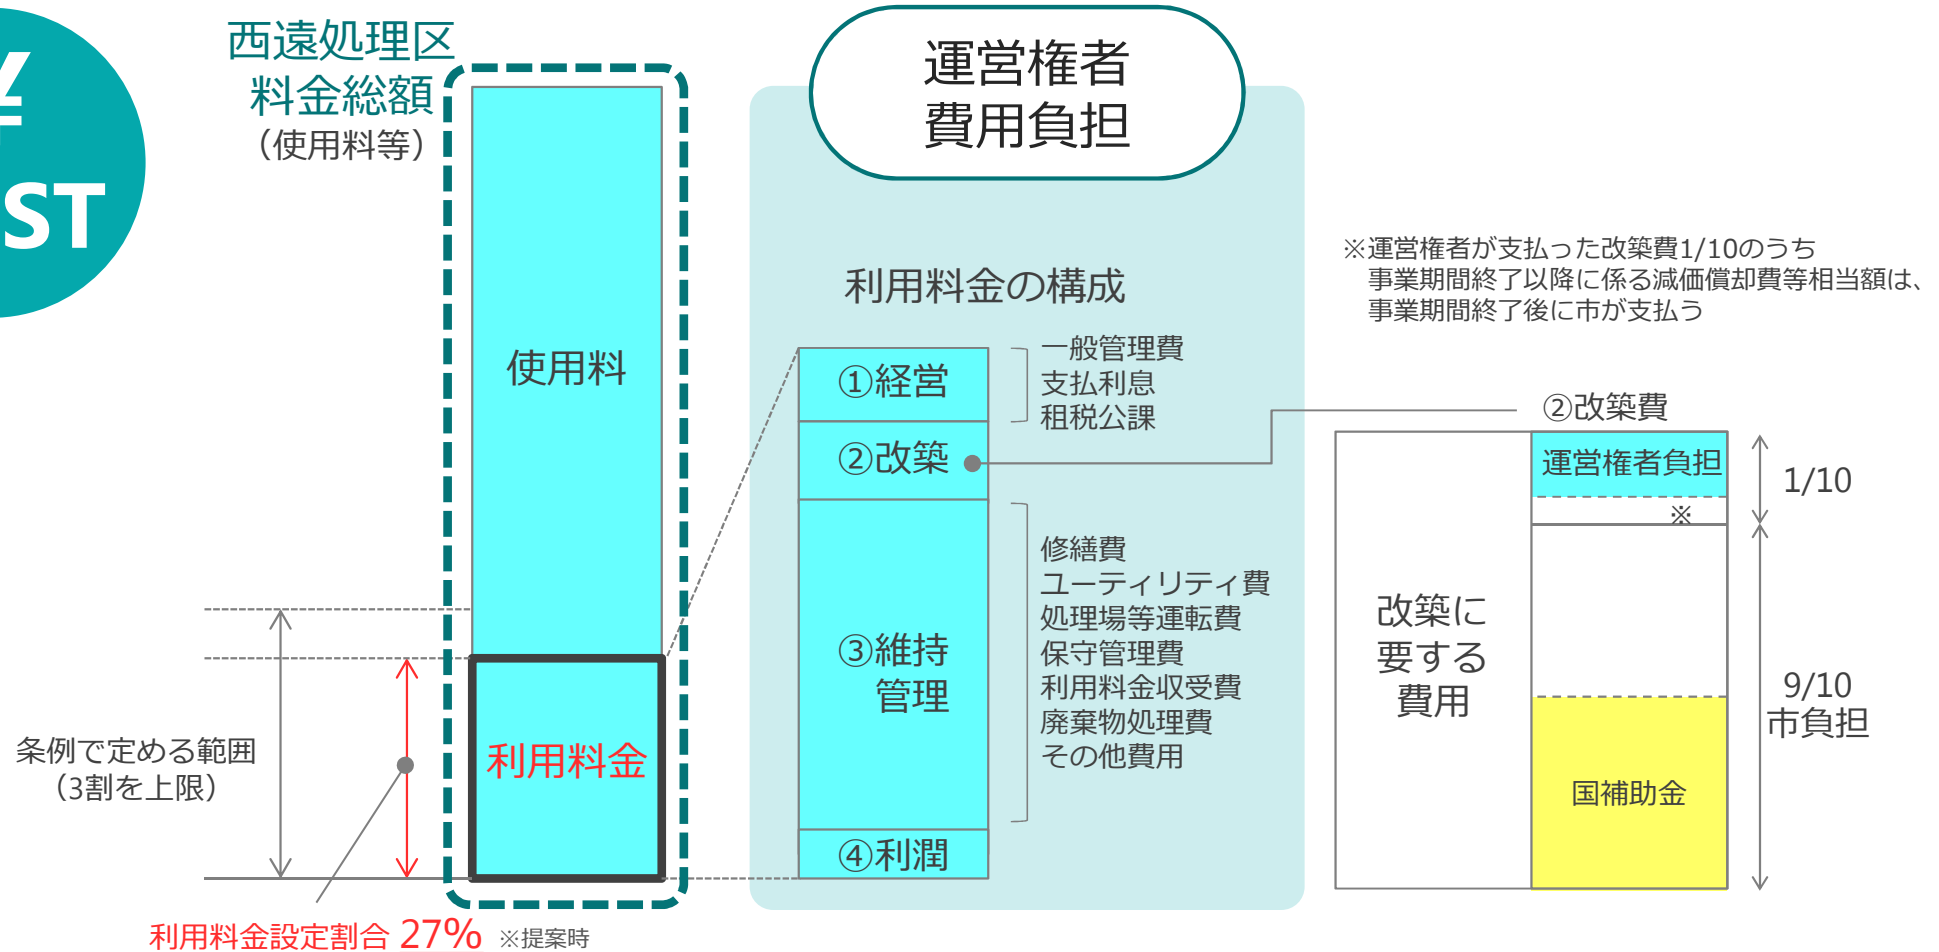 ¥
ST
西遠処理区
料金総額
（使用料等）
使用料
利用料金
条例で定める範囲
（3割を上限）
利用料金設定割合 27% ※提案時
運営権者
費用負担
利用料金の構成
①経営
②改築
③維持
管理
④利潤
一般管理費
支払利息
租税公課
修繕費
ユーティリティ費
処理場等運転費
保守管理費
利用料金収受費
廃棄物処理費
その他費用
※運営権者が支払った改築費1/10のうち
事業期間終了以降に係る減価償却費等相当額は、
事業期間終了後に市が支払う
②改築費
改築に
要する
費用
運営権者負担
※
国補助金
1/10
9/10
市負担